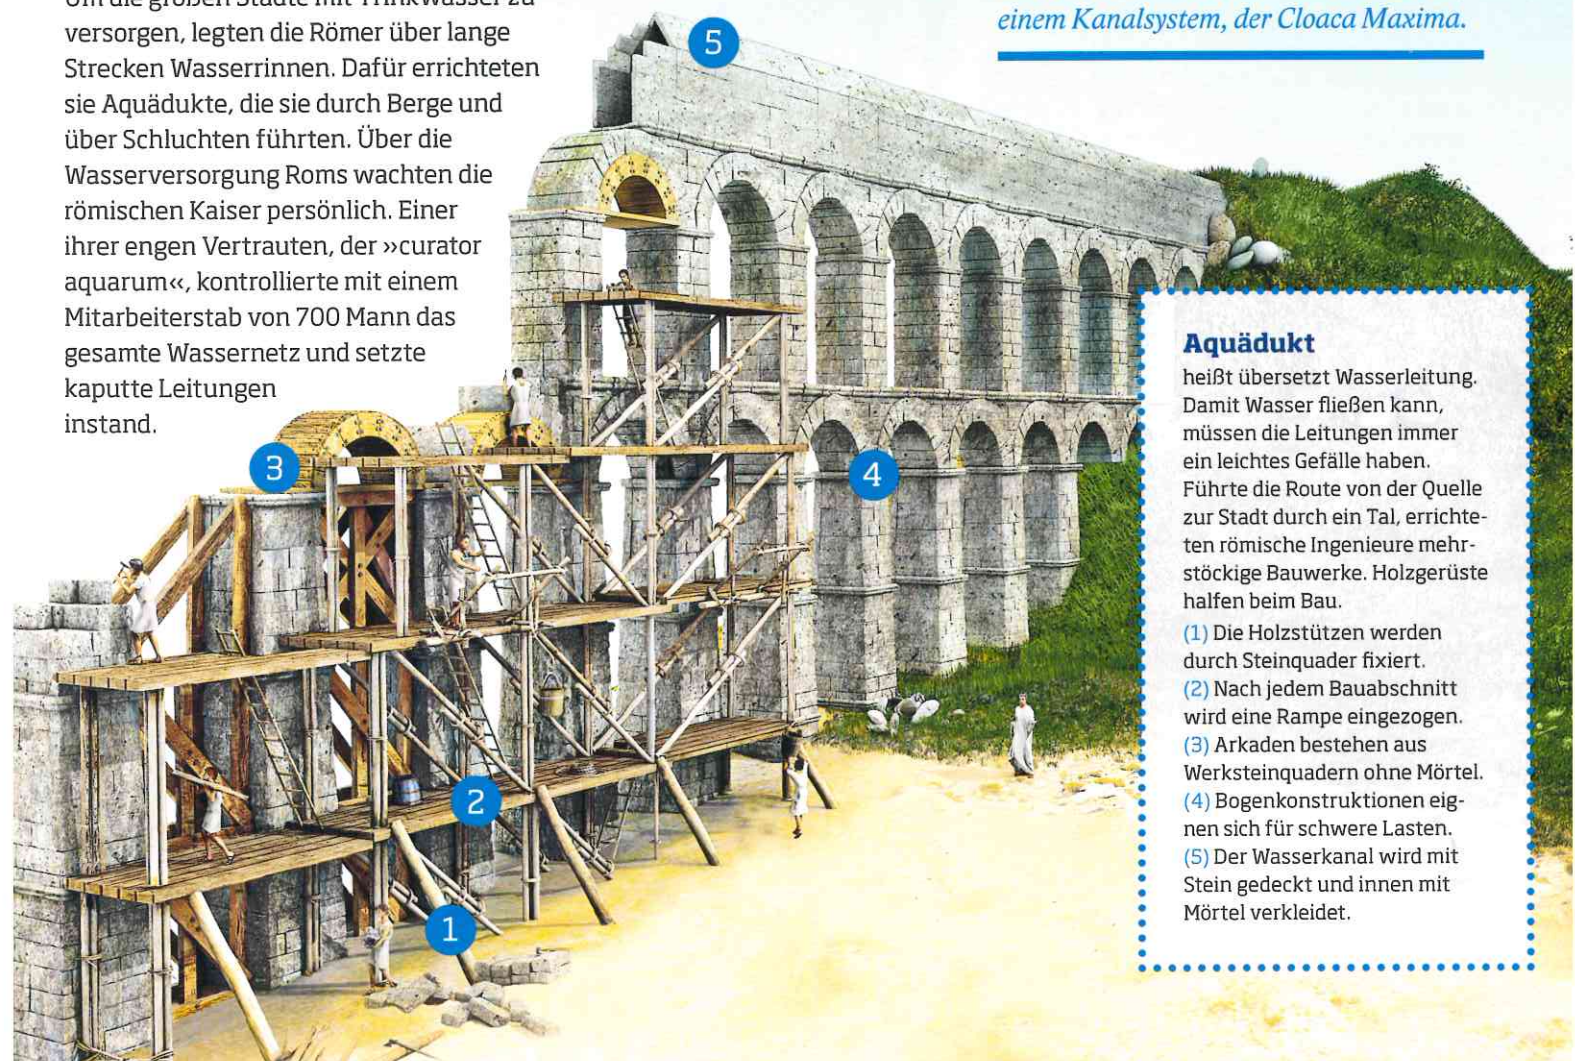 Um die großen Städte mit Trinkwasser zu
versorgen, legten die Römer über lange
Strecken Wasserrinnen. Dafür errichteten
sie Aquädukte, die sie durch Berge und
über Schluchten führten. Über die
Wasserversorgung Roms wachten die
römischen Kaiser persönlich. Einer
ihrer engen Vertrauten, der »curator
aquarum«, kontrollierte mit einem
Mitarbeiterstab von 700 Mann das
gesamte Wassernetz und setzte
kaputte Leitungen
instand.
einem Kanalsystem, der Cloaca Maxima.
5
3
4
2
1
Aquädukt
heißt übersetzt Wasserleitung.
Damit Wasser fließen kann,
müssen die Leitungen immer
ein leichtes Gefälle haben.
Führte die Route von der Quelle
zur Stadt durch ein Tal, errichte-
ten römische Ingenieure mehr-
stöckige Bauwerke. Holzgerüste
halfen beim Bau.
(1) Die Holzstützen werden
durch Steinquader fixiert.
(2) Nach jedem Bauabschnitt
wird eine Rampe eingezogen.
(3) Arkaden bestehen aus
Werksteinquadern ohne Mörtel.
(4) Bogenkonstruktionen eig-
nen sich für schwere Lasten.
(5) Der Wasserkanal wird mit
Stein gedeckt und innen mit
Mörtel verkleidet.